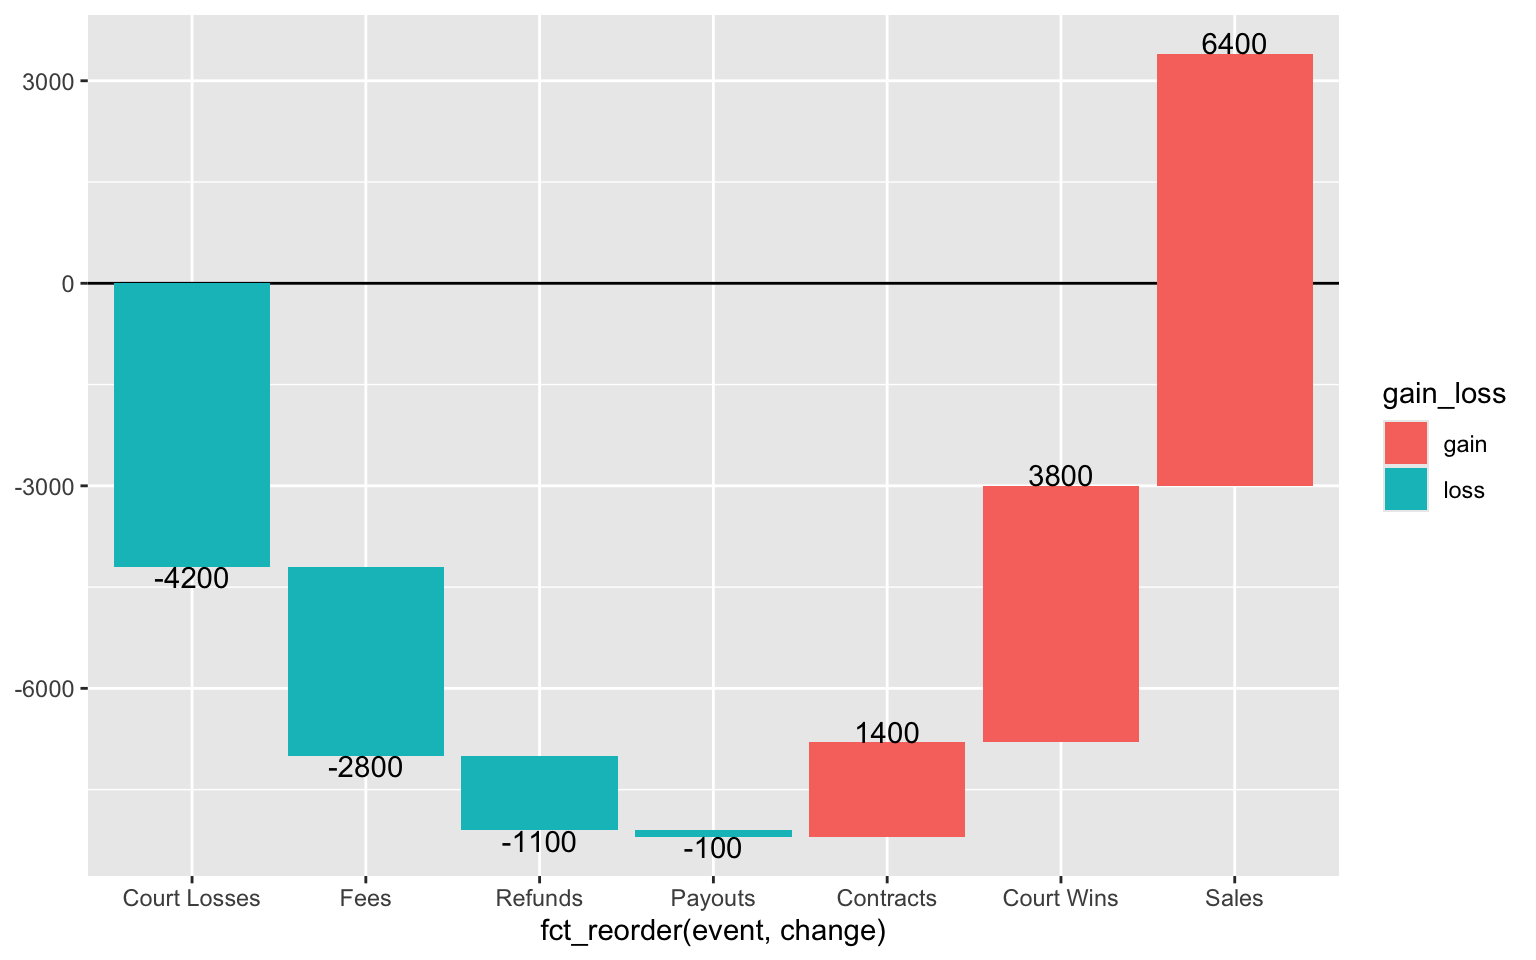 6400
3000
0
3800
-3000
-4200
-6000
1400
-2800
-1100
-100
Court Losses Fees Refunds Payouts Contracts Court Wins Sales
fct_reorder(event, change)
gain_loss
gain
loss